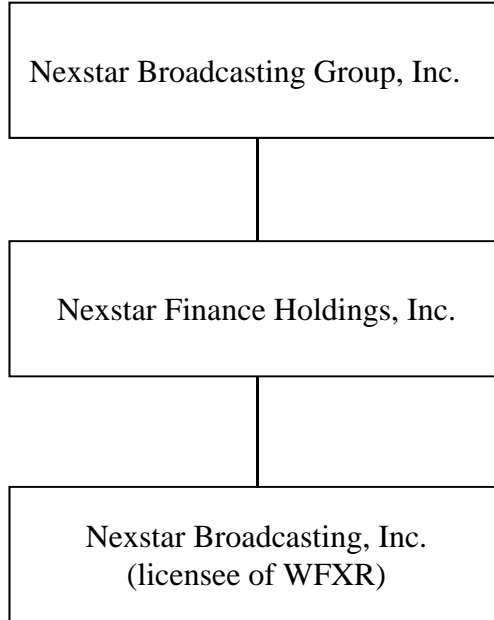 Nexstar Broadcasting Group, Inc.
Nexstar Finance Holdings, Inc.
Nexstar Broadcasting, Inc.
(licensee of WFXR)